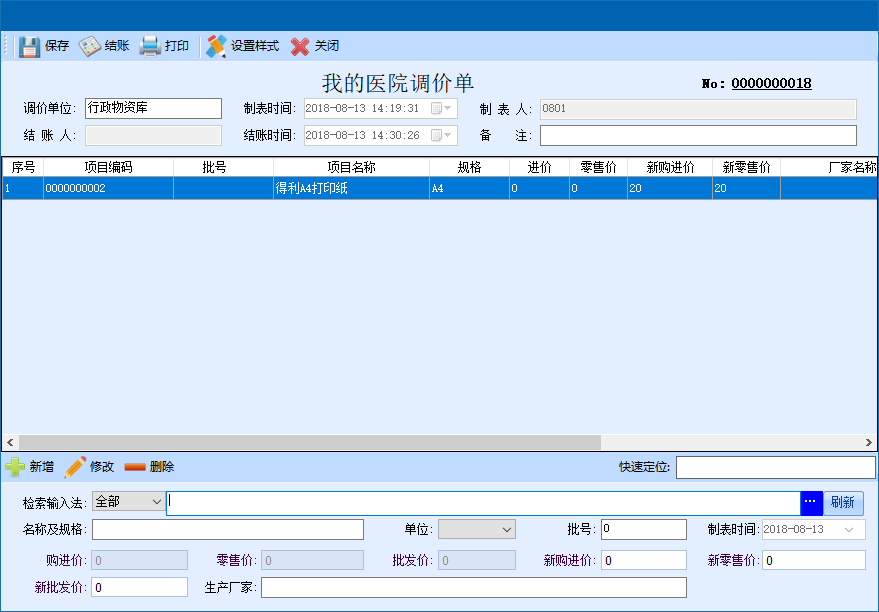 保存 结账 打印 设置样式 关闭
我的医院调价单 No: 0000000018
调价单位: 行政物资库 制表时间: 2018-08-13 14:19:31 制 表 人: 0801
结 账 人: 结账时间: 2018-08-13 14:30:26 备 注:
序号 项目编码 批号 项目名称 规格 进价 零售价 新购进价 新零售价 厂家名称
1 0000000002 得利A4打印纸 A4 0 0 20 20
新增 修改 删除 快速定位:
检索输入法: 全部 ... 刷新
名称及规格: 单位: 批号: 0 制表时间: 2018-08-13
购进价: 0 零售价: 0 批发价: 0 新购进价: 0 新零售价: 0
新批发价: 0 生产厂家: